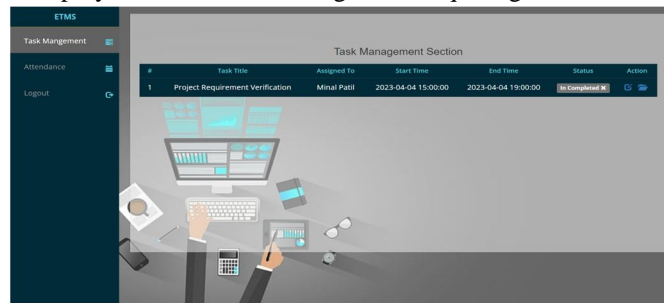 ETMS
Task Mangement
Attendance
Logout
Task Management Section
# Task Title Assigned To Start Time End Time Status Action
1 Project Requirement Verification Minal Patil 2023-04-04 15:00:00 2023-04-04 19:00:00 In Completed ✖